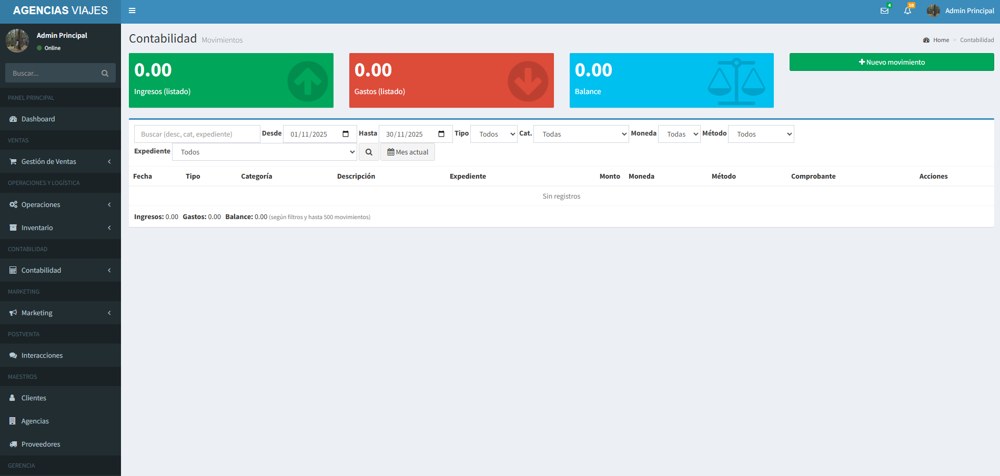 AGENCIAS VIAJES
4
10
Admin Principal
Admin Principal
Online
Buscar...
PANEL PRINCIPAL
Dashboard
VENTAS
Gestión de Ventas
OPERACIONES Y LOGÍSTICA
Operaciones
Inventario
CONTABILIDAD
Contabilidad
MARKETING
Marketing
POSTVENTA
Interacciones
MAESTROS
Clientes
Agencias
Proveedores
GERENCIA
Contabilidad Movimientos
Home > Contabilidad
0.00
Ingresos (listado)
0.00
Gastos (listado)
0.00
Balance
Nuevo movimiento
Buscar (desc, cat, expediente) Desde 01/11/2025 Hasta 30/11/2025 Tipo Todos Cat. Todas Moneda Todas Método Todos
Expediente Todos Mes actual
Fecha Tipo Categoría Descripción Expediente Monto Moneda Método Comprobante Acciones
Sin registros
Ingresos: 0.00 Gastos: 0.00 Balance: 0.00 (según filtros y hasta 500 movimientos)